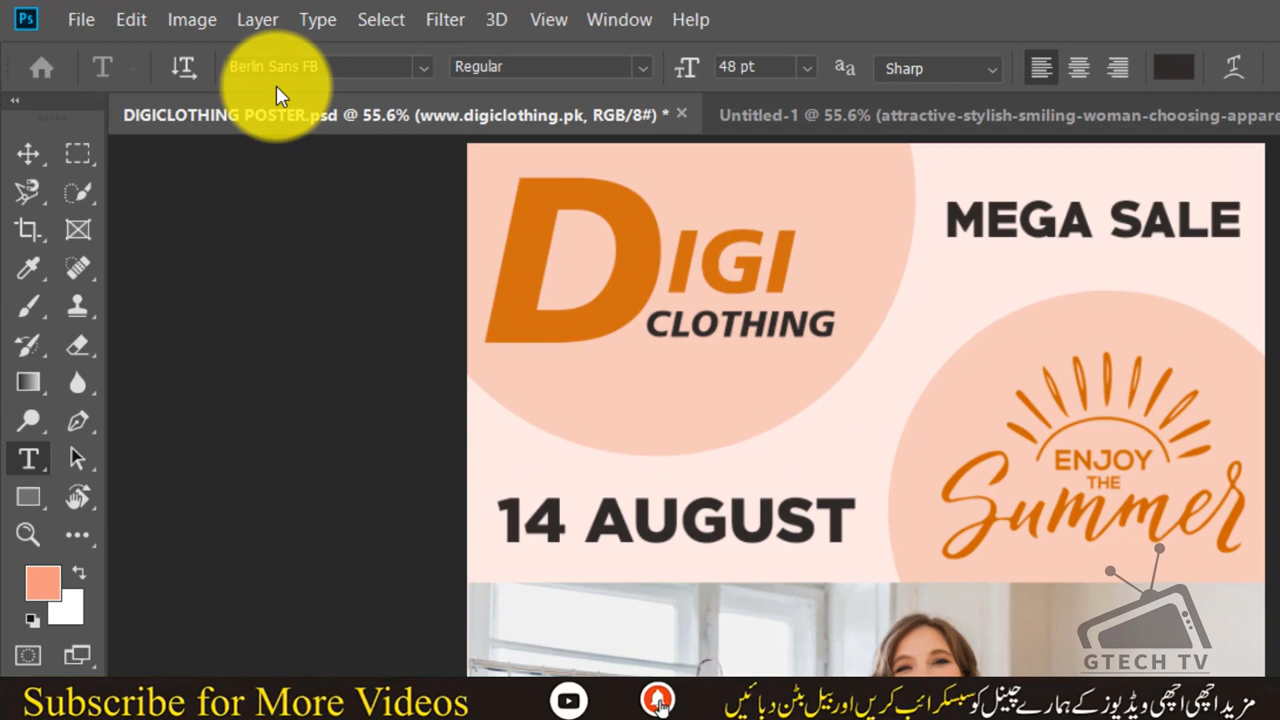 Ps File Edit Image Layer Type Select Filter 3D View Window Help
Berlin Sans FB Regular 48 pt Sharp
DIGICLOTHING POSTER.psd @ 55.6% (www.digiclothing.pk, RGB/8#) * × Untitled-1 @ 55.6% (attractive-stylish-smiling-woman-choosing-appare
DIGI
CLOTHING
MEGA SALE
ENJOY
THE
Summer
14 AUGUST
GTECH TV
Subscribe for More Videos
مزید اچھی اچھی ویڈیوز کے ہمارے چینل کو سبسکرائب کریں اور بیل بٹن دبائیں